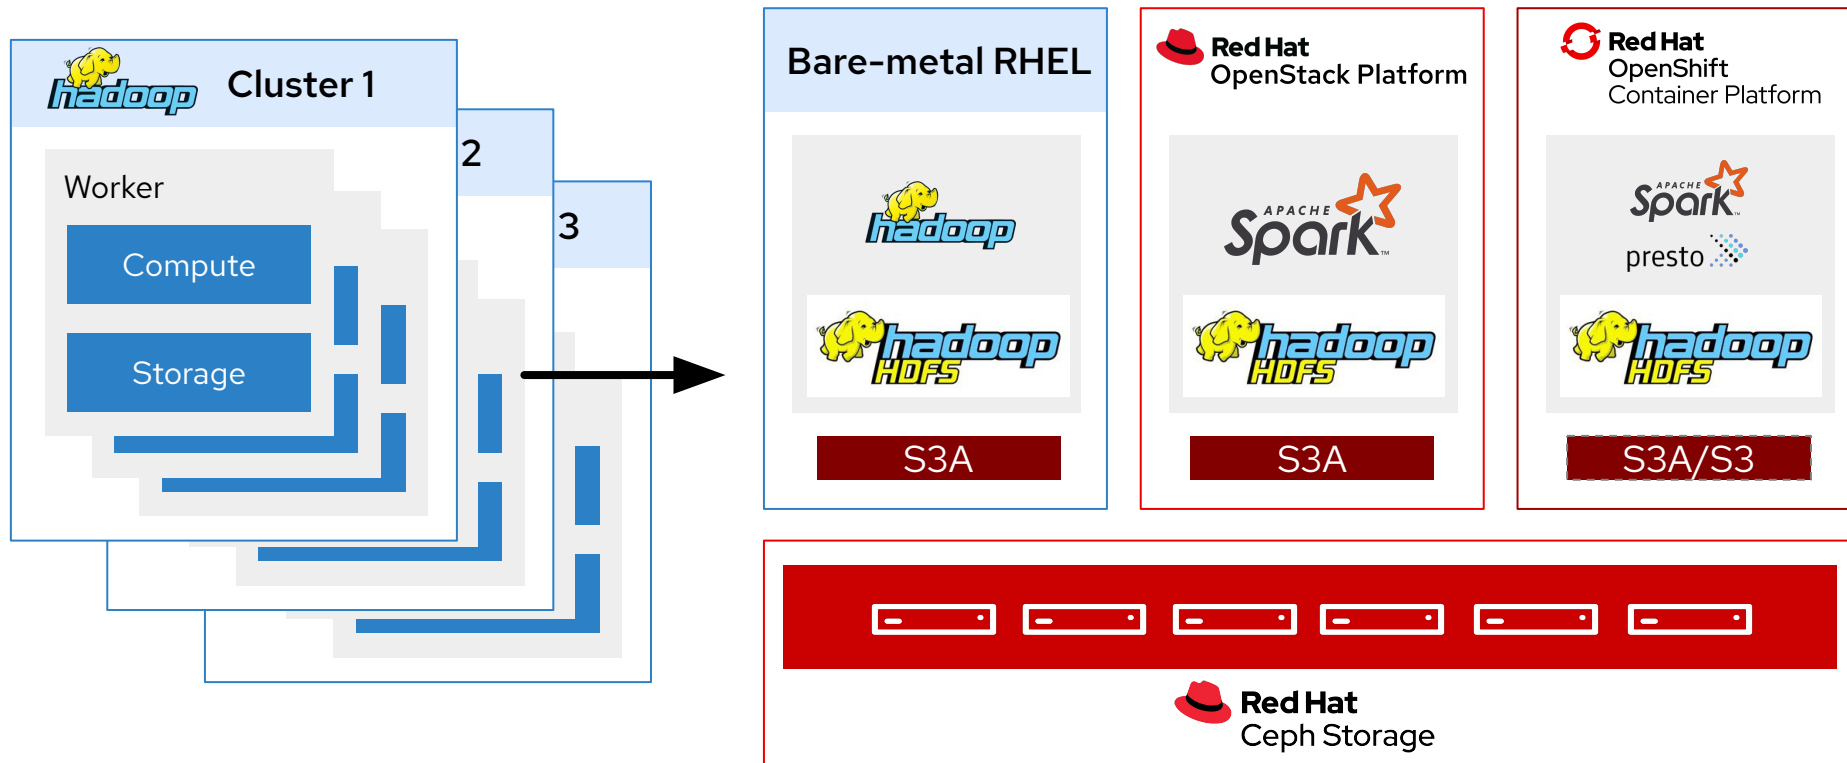 hadoop
Cluster 1
2
3
Worker
Compute
Storage
Bare-metal RHEL
hadoop
hadoop
HDFS
S3A
Red Hat
OpenStack Platform
APACHE
Spark™
hadoop
HDFS
S3A
Red Hat
OpenShift
Container Platform
APACHE
Spark™
presto
hadoop
HDFS
S3A/S3
Red Hat
Ceph Storage